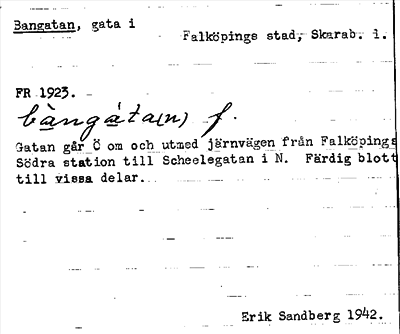 Bangatan, gata i
Falköpings stad, Skarab. l.
FR 1923.
bàngáta(n) f.
Gatan går Ö om och utmed järnvägen från Falköpings
Södra station till Scheelegatan i N. Färdig blott
till vissa delar.
Erik Sandberg 1942.